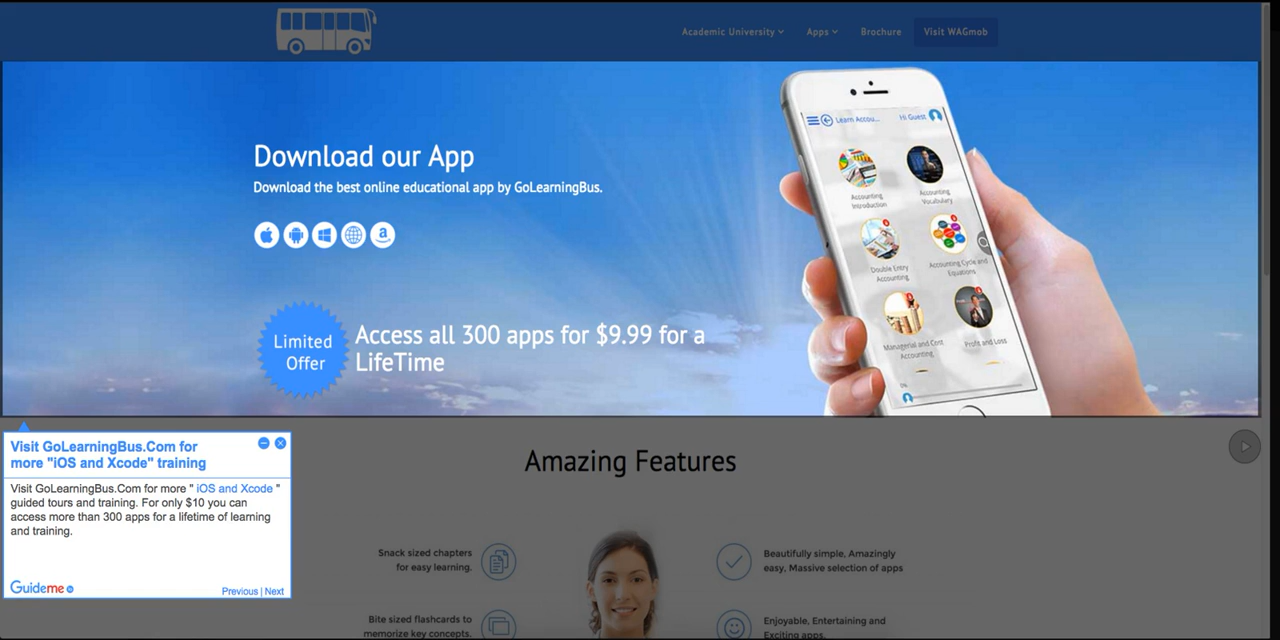 Academic University
Apps
Brochure
Visit WAGmob
Download our App
Download the best online educational app by GoLearningBus.
Limited
Offer
Access all 300 apps for $9.99 for a
LifeTime
Learn Accou...
Hi Guest
Accounting
Introduction
Accounting
Vocabulary
Double Entry
Accounting
Accounting Cycle and
Equations
Managerial and Cost
Accounting
Profit and Loss
0%
Visit GoLearningBus.Com for
more "iOS and Xcode" training
Visit GoLearningBus.Com for more " iOS and Xcode "
guided tours and training. For only $10 you can
access more than 300 apps for a lifetime of learning
and training.
Guideme
Previous | Next
Amazing Features
Snack sized chapters
for easy learning.
Beautifully simple, Amazingly
easy, Massive selection of apps
Bite sized flashcards to
memorize key concepts.
Enjoyable, Entertaining and
Exciting apps.